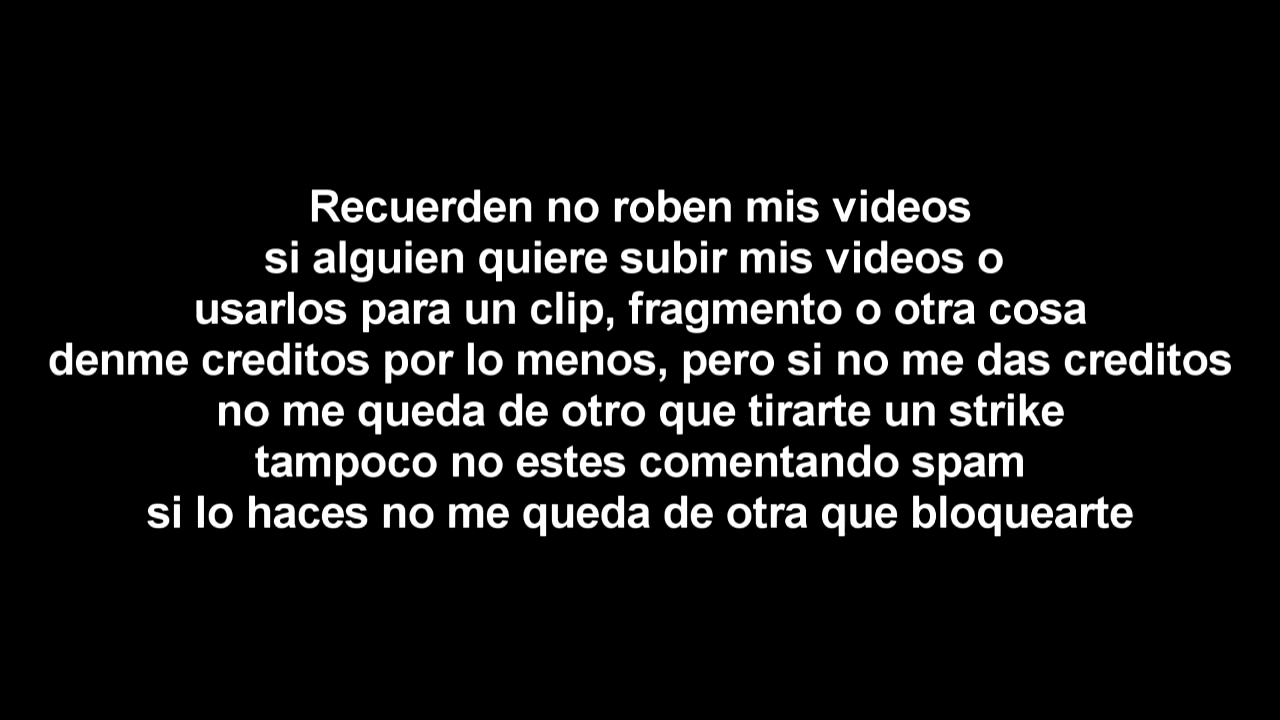 Recuerden no roben mis videos
si alguien quiere subir mis videos o
usarlos para un clip, fragmento o otra cosa
denme creditos por lo menos, pero si no me das creditos
no me queda de otro que tirarte un strike
tampoco no estes comentando spam
si lo haces no me queda de otra que bloquearte